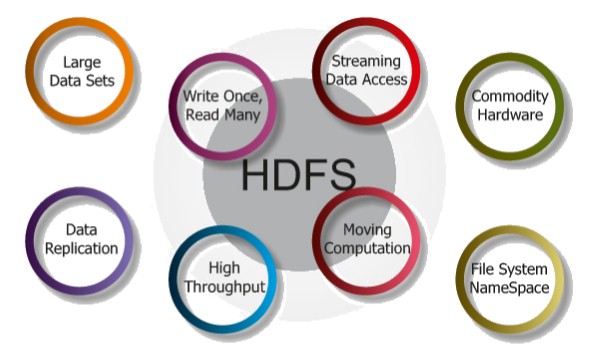 Large
Data Sets
Write Once,
Read Many
Streaming
Data Access
Commodity
Hardware
HDFS
Data
Replication
High
Throughput
Moving
Computation
File System
NameSpace